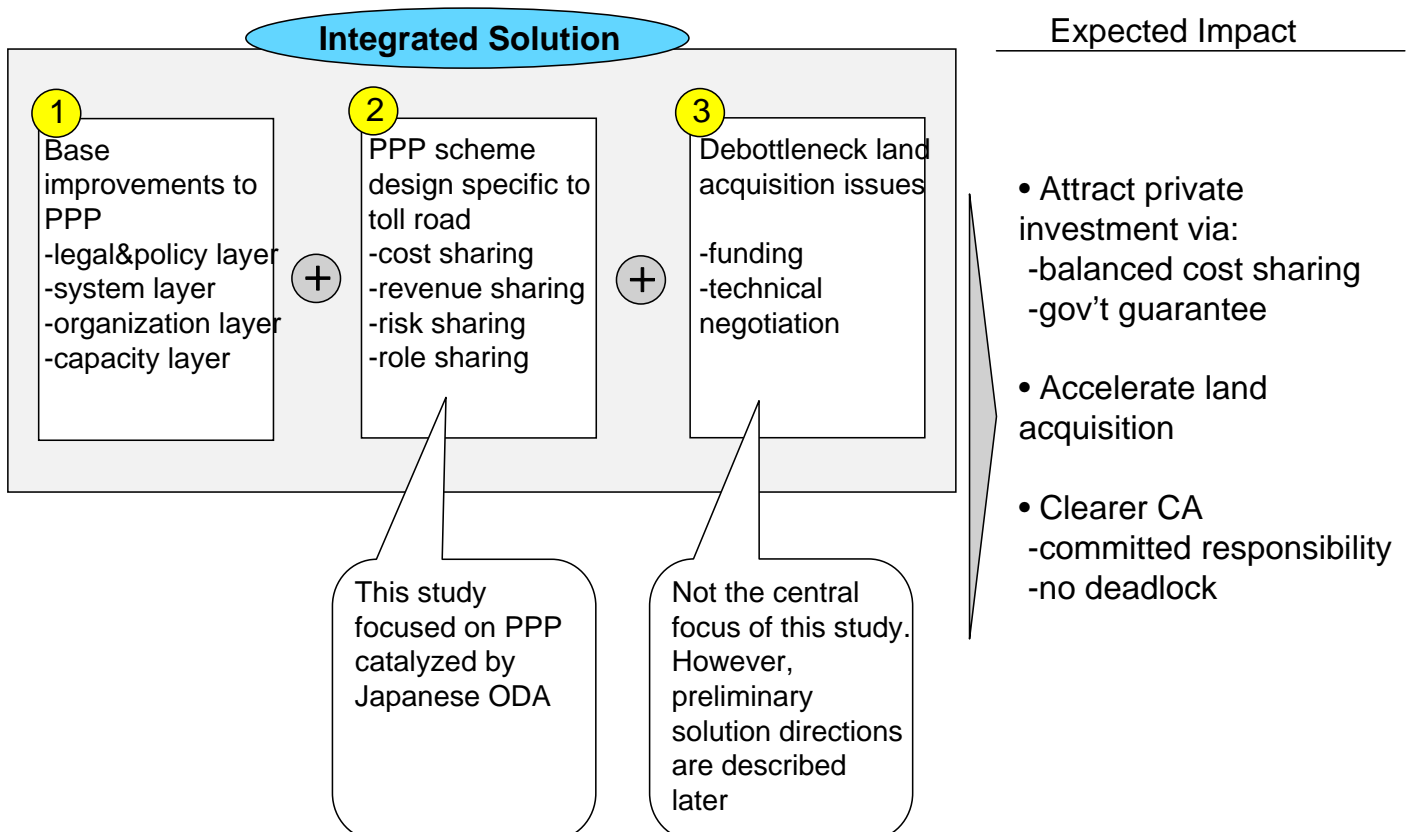 Integrated Solution
Expected Impact
1
Base
improvements to
PPP
-legal&policy layer
-system layer
-organization layer
-capacity layer
+
2
PPP scheme
design specific to
toll road
-cost sharing
-revenue sharing
-risk sharing
-role sharing
+
3
Debottleneck land
acquisition issues
-funding
-technical
negotiation
This study
focused on PPP
catalyzed by
Japanese ODA
Not the central
focus of this study.
However,
preliminary
solution directions
are described
later
• Attract private
investment via:
-balanced cost sharing
-gov't guarantee
• Accelerate land
acquisition
• Clearer CA
-committed responsibility
-no deadlock